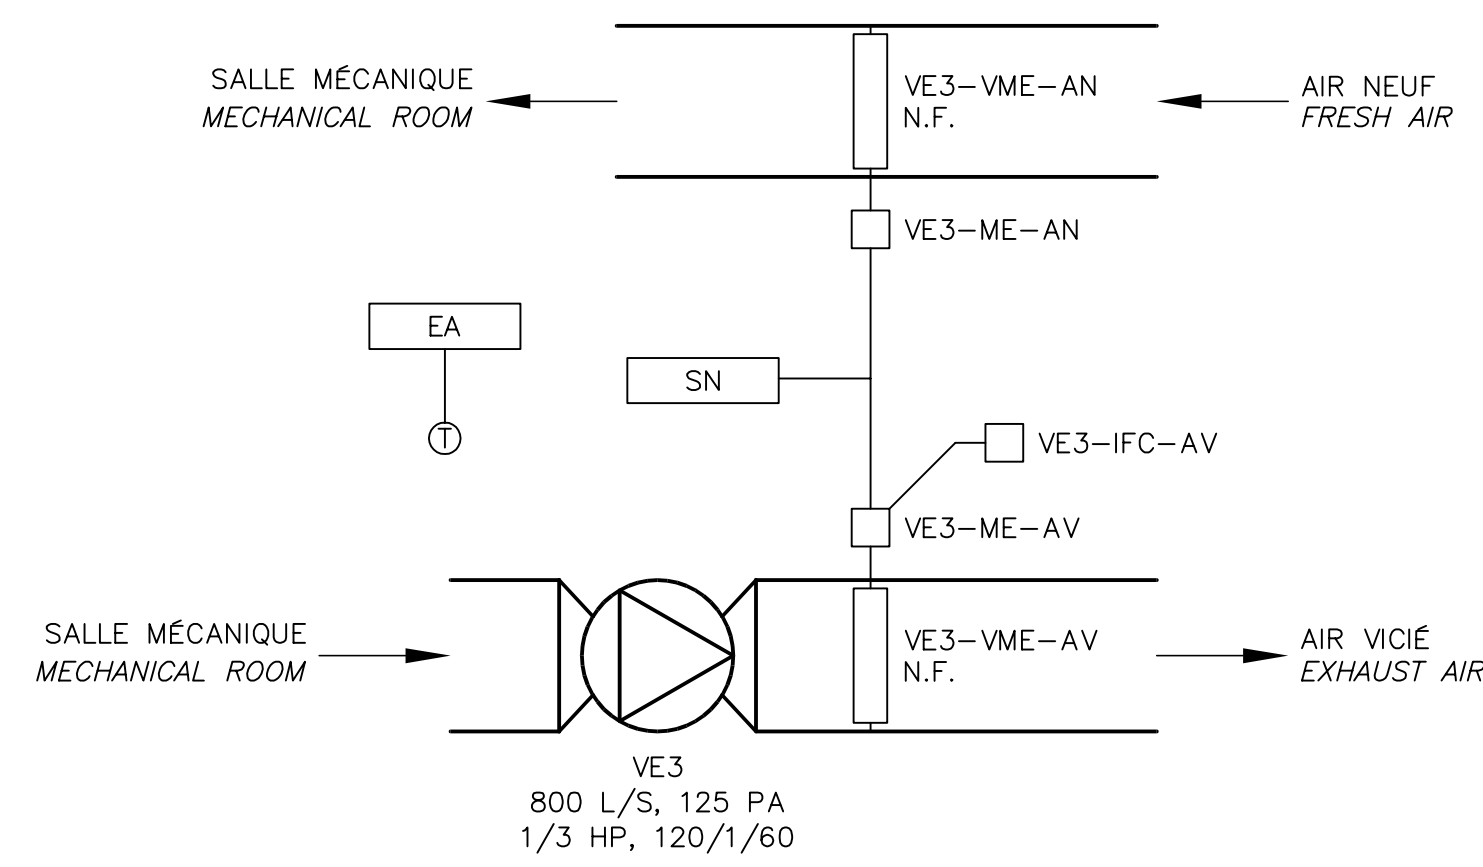 SALLE MÉCANIQUE
MECHANICAL ROOM
VE3-VME-AN
N.F.
AIR NEUF
FRESH AIR
VE3-ME-AN
EA
SN
T
VE3-IFC-AV
VE3-ME-AV
SALLE MÉCANIQUE
MECHANICAL ROOM
VE3-VME-AV
N.F.
AIR VICIÉ
EXHAUST AIR
VE3
800 L/S, 125 PA
1/3 HP, 120/1/60